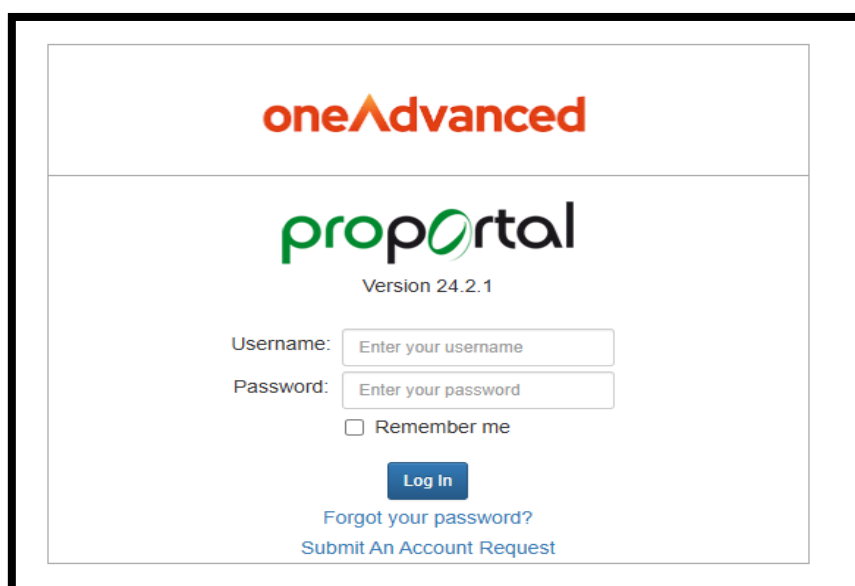 oneAdvanced
proportal
Version 24.2.1
Username: Enter your username
Password: Enter your password
Remember me
Log In
Forgot your password?
Submit An Account Request